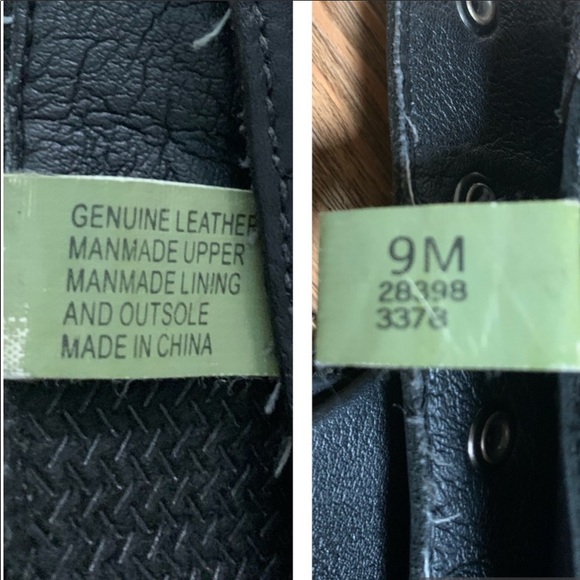 GENUINE LEATHER
MANMADE UPPER
MANMADE LINING
AND OUTSOLE
MADE IN CHINA
9M
28398
3378